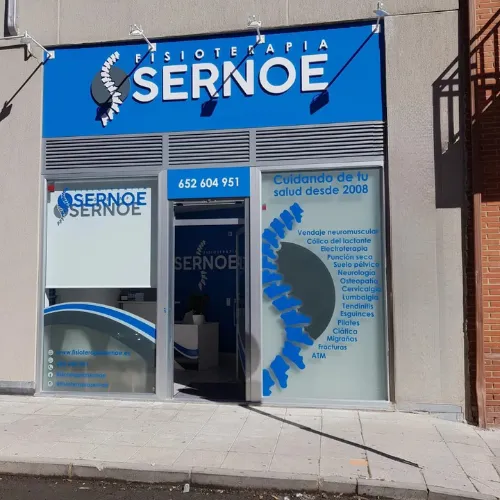 FISIOTERAPIA
SERNOE
652 604 951
Cuidando de tu
salud desde 2008
SERNOE
SERNOE
SERNOE
Vendaje neuromuscular
Cólico del lactante
Electroterapia
Punción seca
Suelo pélvico
Neurología
Osteopatía
Cervicalgia
Lumbalgia
Tendinitis
Esguinces
Pilates
Ciática
Migrañas
Fracturas
ATM